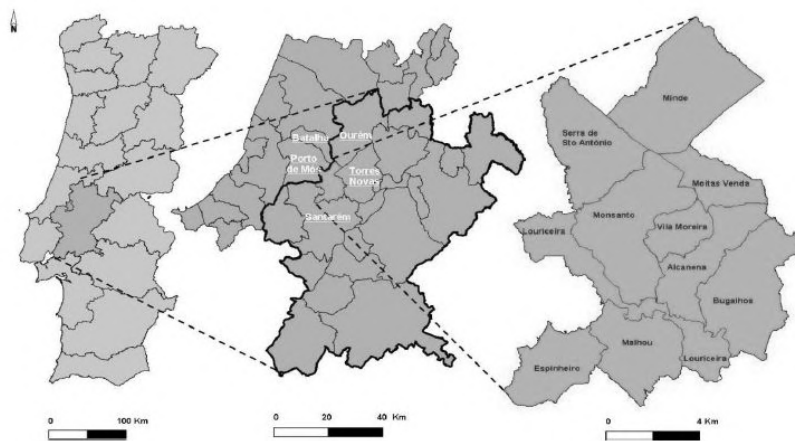 N
Batalha
Ourém
Porto
de Mós
Torres
Novas
Santarém
Minde
Serra de
Sto António
Meitas Venda
Monsanto
Louriceira
Vila Moreira
Alcanena
Bugalhos
Malhou
Louriceira
Espinheiro
0 100 Km
0 20 40 Km
0 4 Km